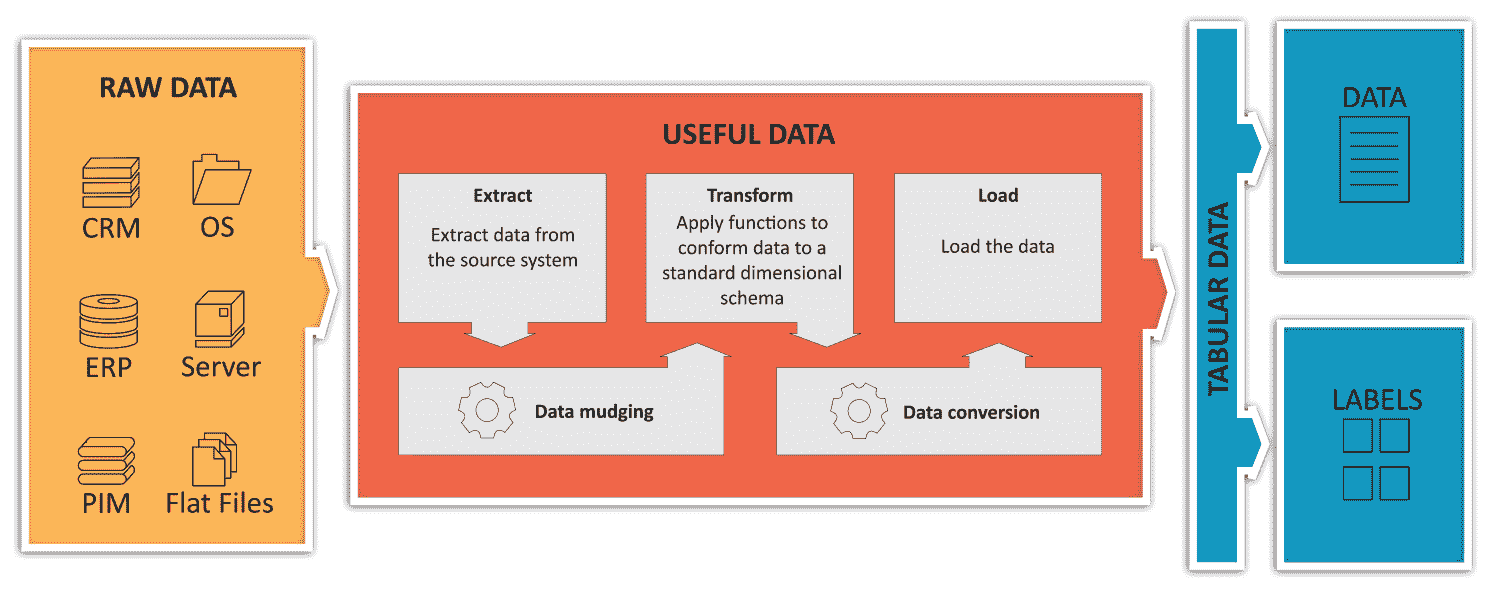 RAW DATA
CRM
OS
ERP
Server
PIM
Flat Files
USEFUL DATA
Extract
Extract data from
the source system
Transform
Apply functions to
conform data to a
standard dimensional
schema
Load
Load the data
Data mudging
Data conversion
TABULAR DATA
DATA
LABELS